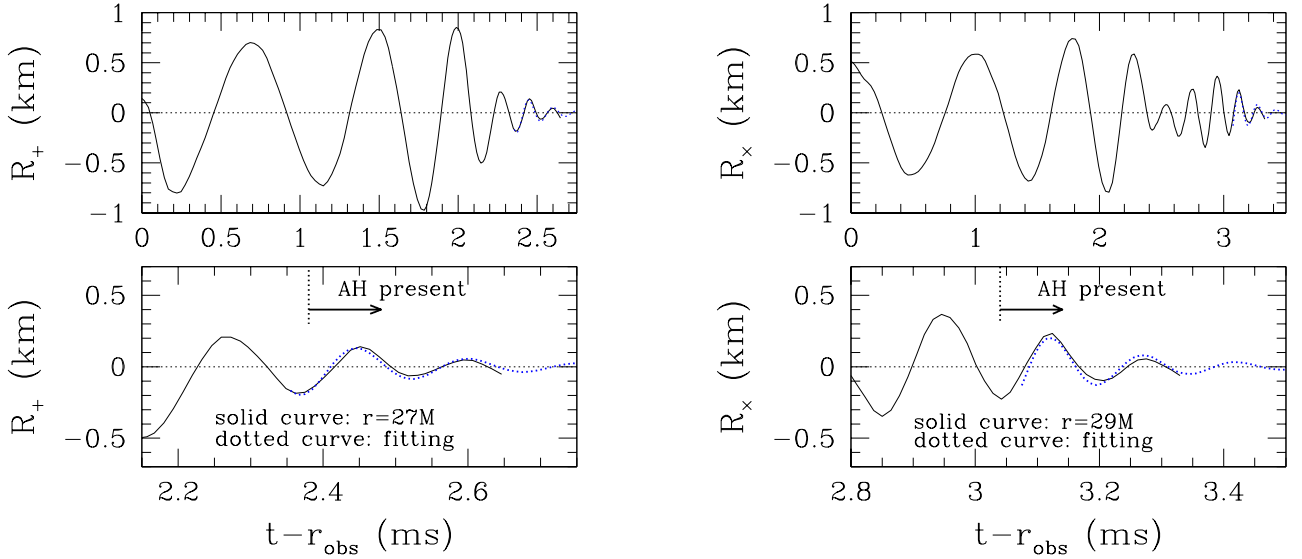 R+ (km)
1
0.5
0
−0.5
−1
0 0.5 1 1.5 2 2.5
R× (km)
1
0.5
0
−0.5
−1
0 1 2 3
R+ (km)
0.5
0
−0.5
AH present
solid curve: r=27M
dotted curve: fitting
2.2 2.4 2.6
t−robs (ms)
R× (km)
0.5
0
−0.5
AH present
solid curve: r=29M
dotted curve: fitting
2.8 3 3.2 3.4
t−robs (ms)